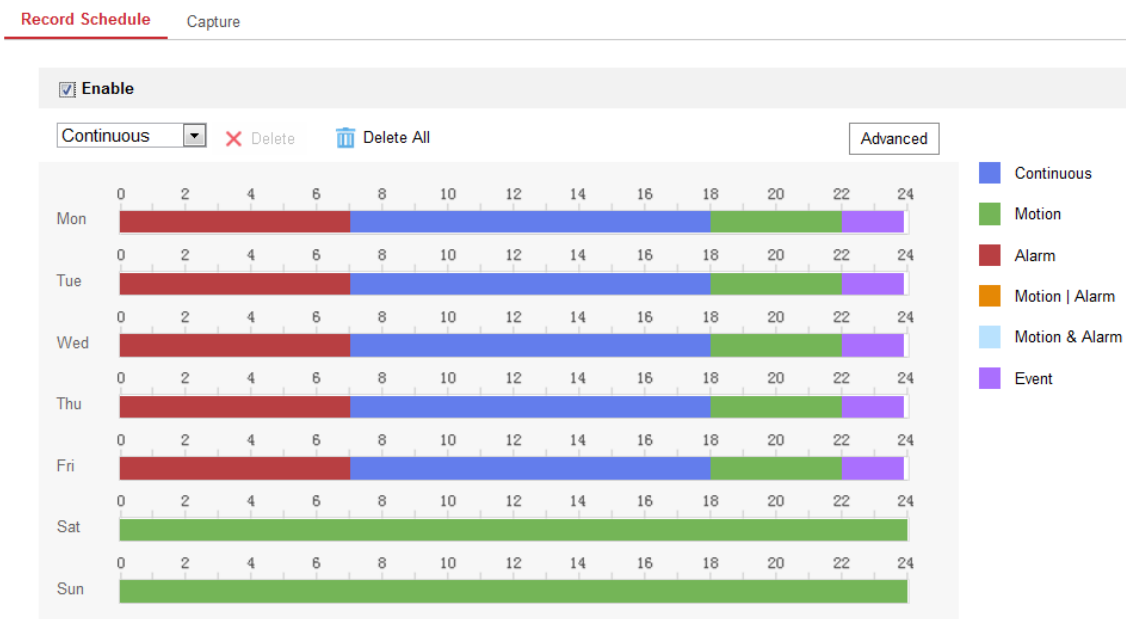 Record Schedule Capture
Enable
Continuous Delete Delete All Advanced
0 2 4 6 8 10 12 14 16 18 20 22 24
Mon
0 2 4 6 8 10 12 14 16 18 20 22 24
Tue
0 2 4 6 8 10 12 14 16 18 20 22 24
Wed
0 2 4 6 8 10 12 14 16 18 20 22 24
Thu
0 2 4 6 8 10 12 14 16 18 20 22 24
Fri
0 2 4 6 8 10 12 14 16 18 20 22 24
Sat
0 2 4 6 8 10 12 14 16 18 20 22 24
Sun
Continuous
Motion
Alarm
Motion | Alarm
Motion & Alarm
Event